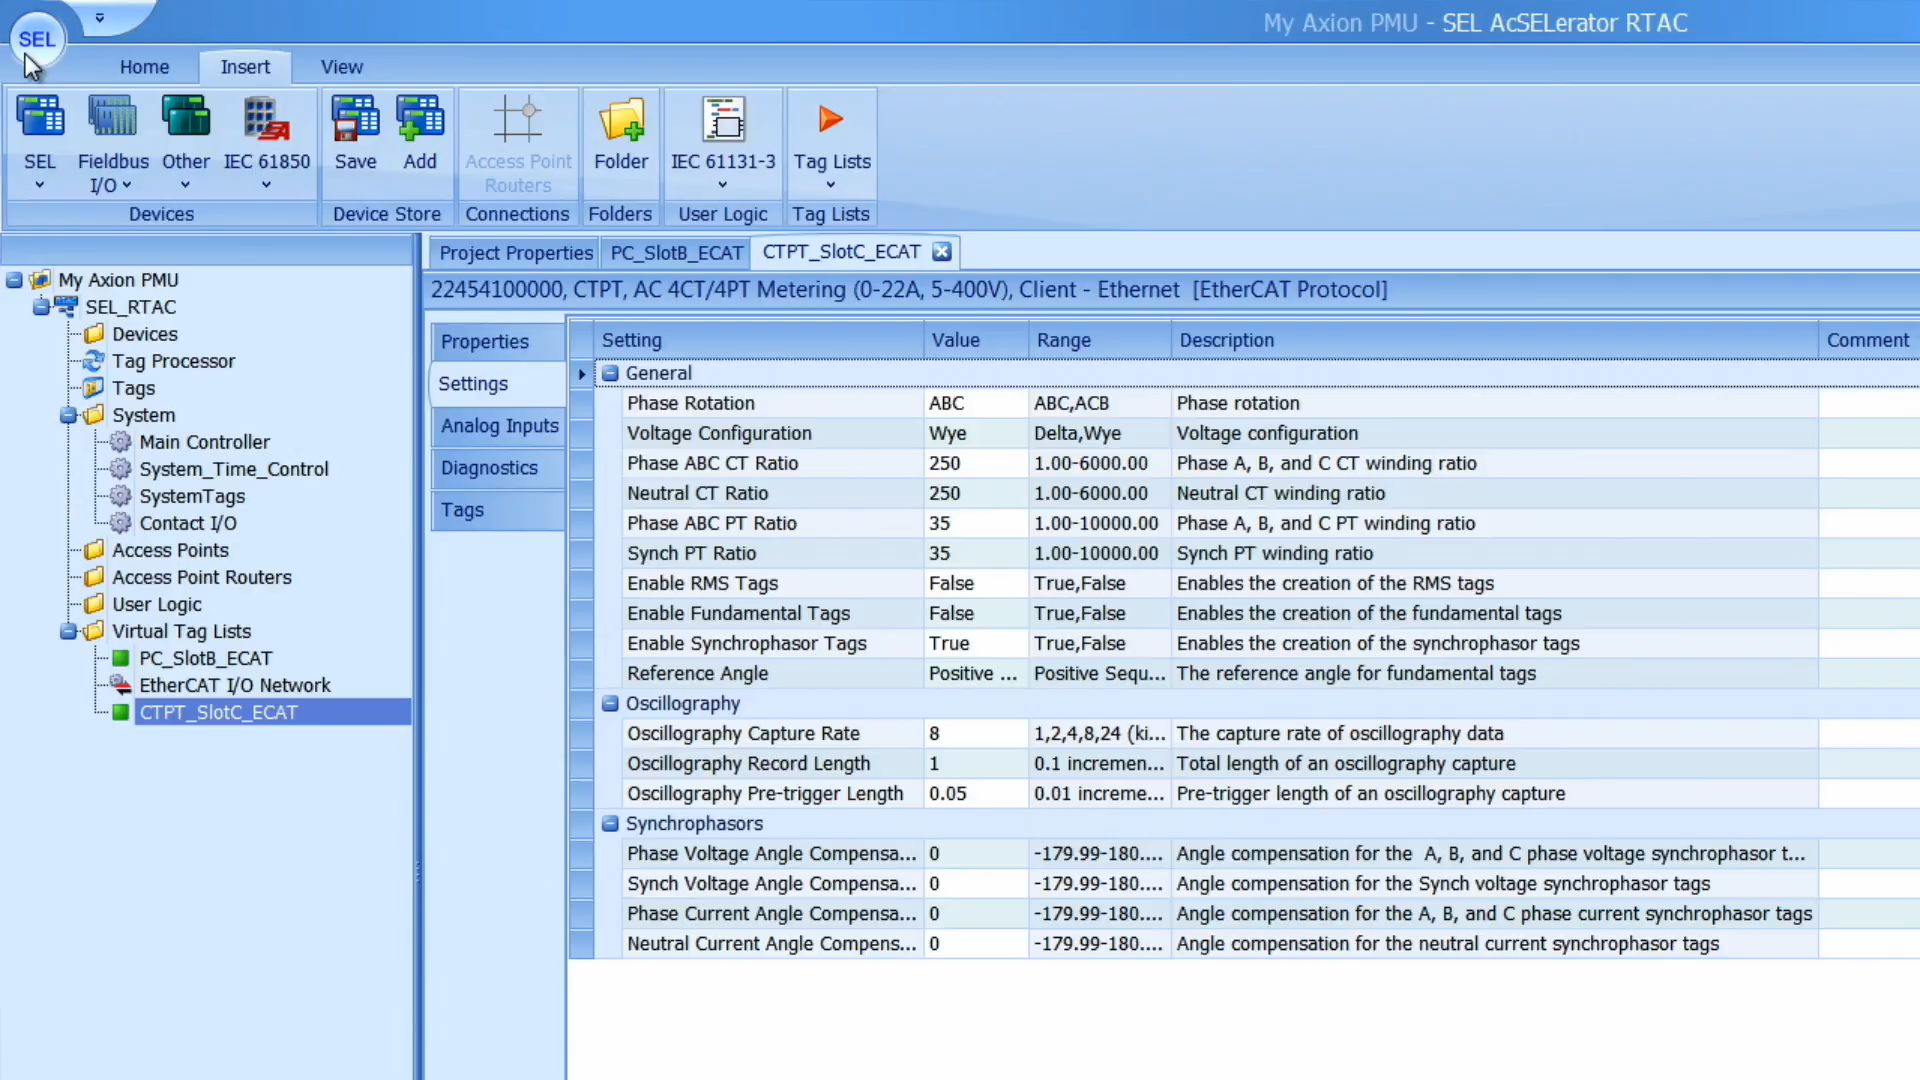 My Axion PMU - SEL AcSELerator RTAC
SEL
Home Insert View
SEL Fieldbus I/O Other IEC 61850 Save Add Access Point Routers Folder IEC 61131-3 Tag Lists
Devices Device Store Connections Folders User Logic Tag Lists
My Axion PMU
SEL_RTAC
Devices
Tag Processor
Tags
System
Main Controller
System_Time_Control
SystemTags
Contact I/O
Access Points
Access Point Routers
User Logic
Virtual Tag Lists
PC_SlotB_ECAT
EtherCAT I/O Network
CTPT_SlotC_ECAT
Project Properties PC_SlotB_ECAT CTPT_SlotC_ECAT
22454100000, CTPT, AC 4CT/4PT Metering (0-22A, 5-400V), Client - Ethernet [EtherCAT Protocol]
Properties
Settings
Analog Inputs
Diagnostics
Tags
Setting Value Range Description Comment
General
Phase Rotation ABC ABC,ACB Phase rotation
Voltage Configuration Wye Delta,Wye Voltage configuration
Phase ABC CT Ratio 250 1.00-6000.00 Phase A, B, and C CT winding ratio
Neutral CT Ratio 250 1.00-6000.00 Neutral CT winding ratio
Phase ABC PT Ratio 35 1.00-10000.00 Phase A, B, and C PT winding ratio
Synch PT Ratio 35 1.00-10000.00 Synch PT winding ratio
Enable RMS Tags False True,False Enables the creation of the RMS tags
Enable Fundamental Tags False True,False Enables the creation of the fundamental tags
Enable Synchrophasor Tags True True,False Enables the creation of the synchrophasor tags
Reference Angle Positive ... Positive Sequ... The reference angle for fundamental tags
Oscillography
Oscillography Capture Rate 8 1,2,4,8,24 (ki... The capture rate of oscillography data
Oscillography Record Length 1 0.1 incremen... Total length of an oscillography capture
Oscillography Pre-trigger Length 0.05 0.01 increme... Pre-trigger length of an oscillography capture
Synchrophasors
Phase Voltage Angle Compensa... 0 -179.99-180.... Angle compensation for the A, B, and C phase voltage synchrophasor t...
Synch Voltage Angle Compensa... 0 -179.99-180.... Angle compensation for the Synch voltage synchrophasor tags
Phase Current Angle Compensa... 0 -179.99-180.... Angle compensation for the A, B, and C phase current synchrophasor tags
Neutral Current Angle Compens... 0 -179.99-180.... Angle compensation for the neutral current synchrophasor tags